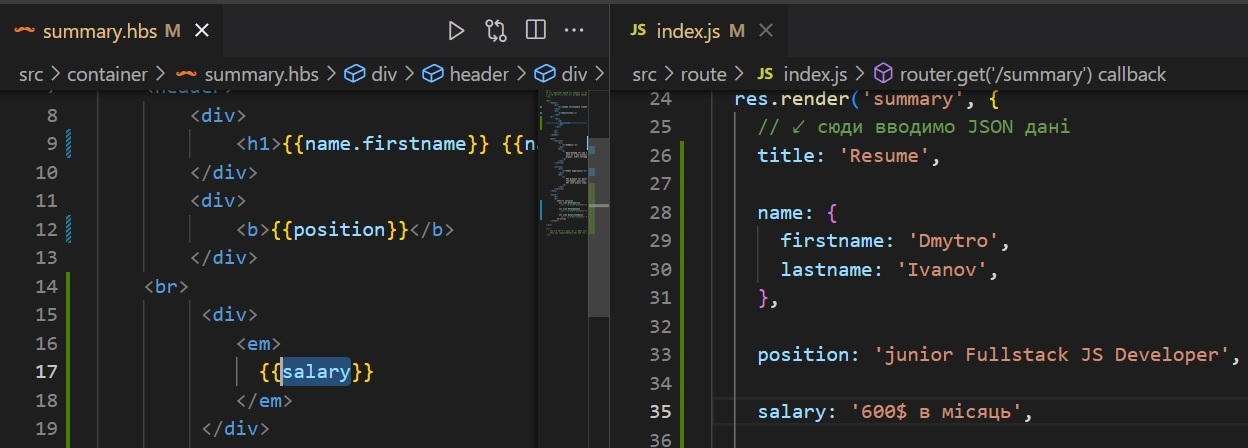 summary.hbs M
src > container > summary.hbs > div > header > div >
<header>
8 <div>
9 <h1>{{name.firstname}} {{n
10 </div>
11 <div>
12 <b>{{position}}</b>
13 </div>
14 <br>
15 <div>
16 <em>
17 {{salary}}
18 </em>
19 </div>
JS index.js M
src > route > JS index.js > router.get('/summary') callback
24 res.render('summary', {
25 // ↙ сюди вводимо JSON дані
26 title: 'Resume',
27
28 name: {
29 firstname: 'Dmytro',
30 lastname: 'Ivanov',
31 },
32
33 position: 'junior Fullstack JS Developer',
34
35 salary: '600$ в місяць',
36